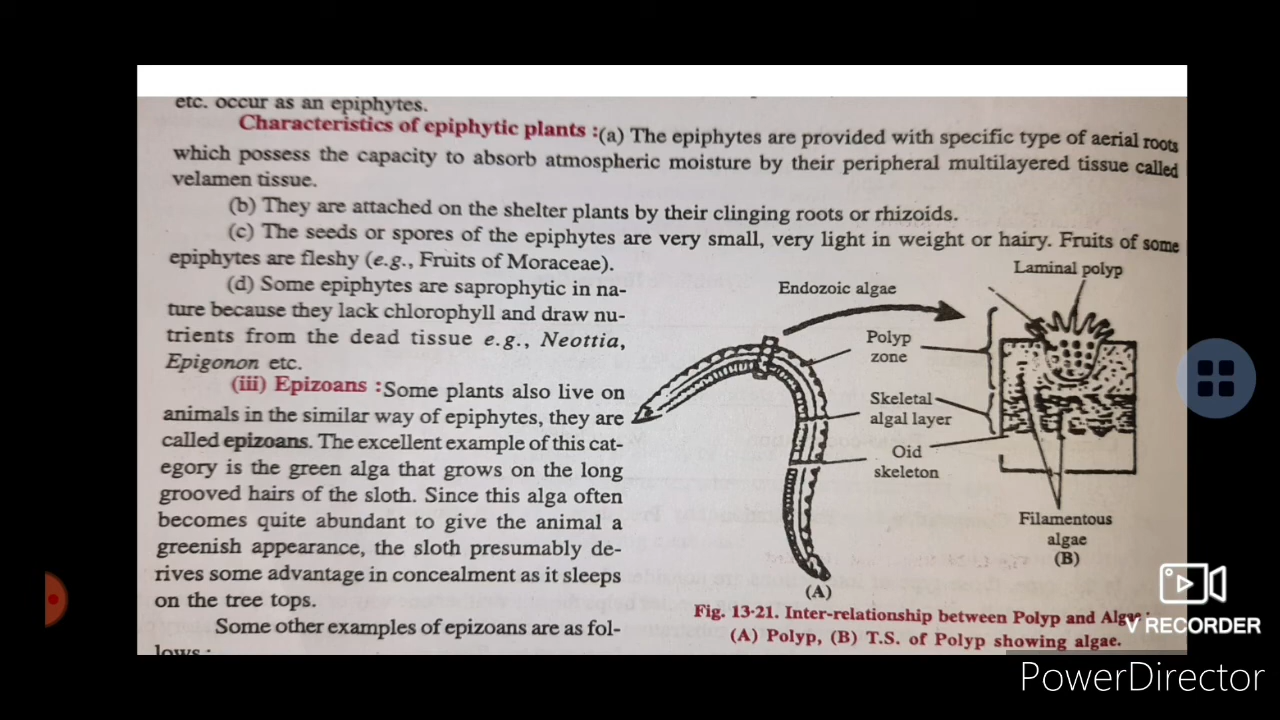 etc. occur as an epiphytes.
Characteristics of epiphytic plants :(a) The epiphytes are provided with specific type of aerial roots
which possess the capacity to absorb atmospheric moisture by their peripheral multilayered tissue called
velamen tissue.
(b) They are attached on the shelter plants by their clinging roots or rhizoids.
(c) The seeds or spores of the epiphytes are very small, very light in weight or hairy. Fruits of some
epiphytes are fleshy (e.g., Fruits of Moraceae).
(d) Some epiphytes are saprophytic in na-
ture because they lack chlorophyll and draw nu-
trients from the dead tissue e.g., Neottia,
Epigonon etc.
(iii) Epizoans :Some plants also live on
animals in the similar way of epiphytes, they are
called epizoans. The excellent example of this cat-
egory is the green alga that grows on the long
grooved hairs of the sloth. Since this alga often
becomes quite abundant to give the animal a
greenish appearance, the sloth presumably de-
rives some advantage in concealment as it sleeps
on the tree tops.
Some other examples of epizoans are as fol-
lows :
Laminal polyp
Endozoic algae
Polyp
zone
Skeletal
algal layer
Oid
skeleton
Filamentous
algae
(B)
(A)
Fig. 13-21. Inter-relationship between Polyp and Algae :
(A) Polyp, (B) T.S. of Polyp showing algae.
V RECORDER
PowerDirector